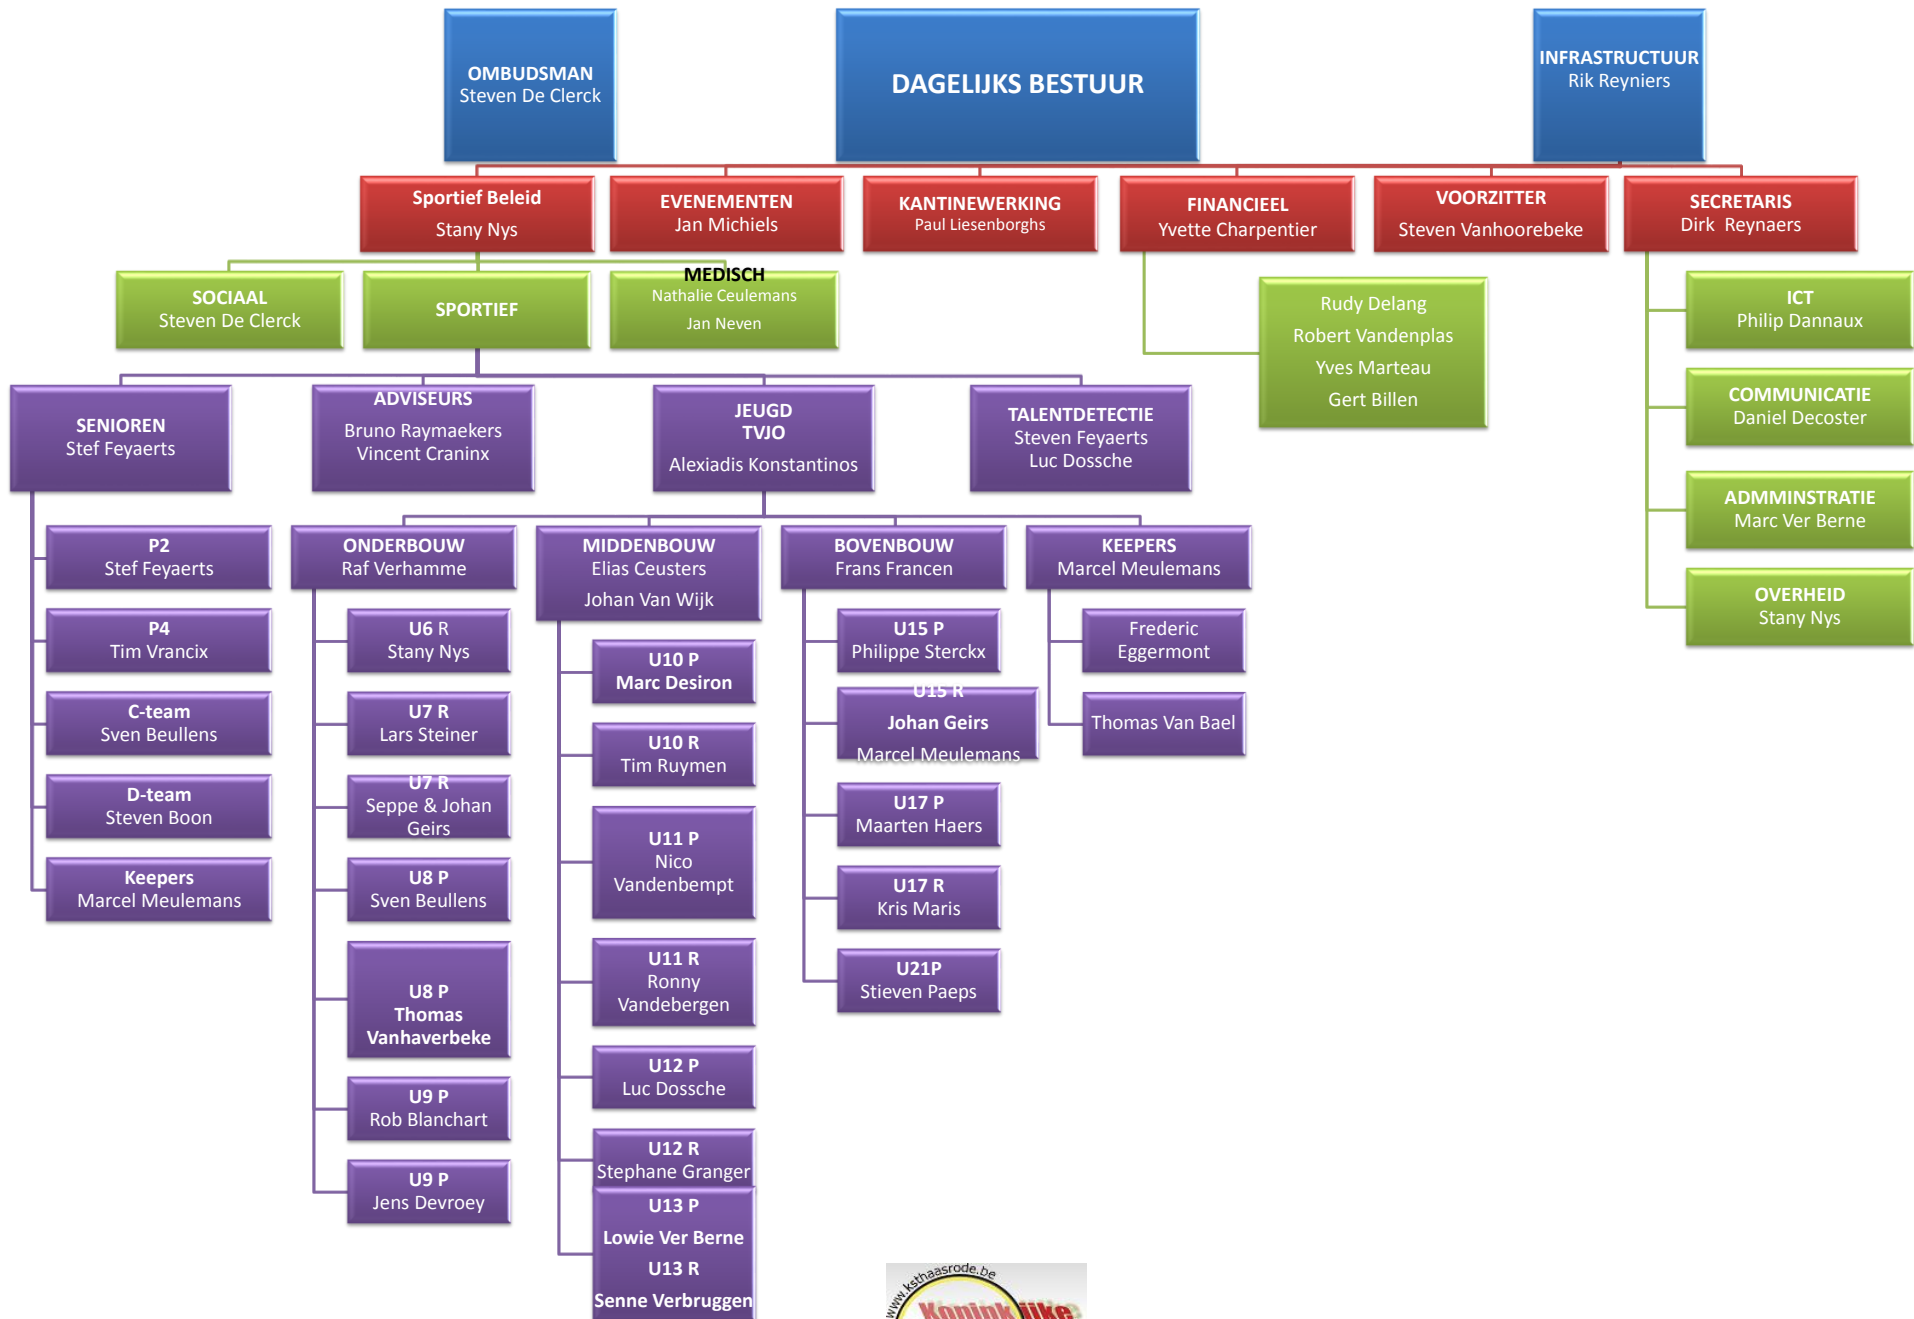 OMBUDSMAN
Steven De Clerck
DAGELIJKS BESTUUR
INFRASTRUCTUUR
Rik Reyniers
Sportief Beleid
Stany Nys
EVENEMENTEN
Jan Michiels
KANTINEWERKING
Paul Liesenborghs
FINANCIEEL
Yvette Charpentier
VOORZITTER
Steven Vanhoorebeke
SECRETARIS
Dirk Reynaers
SOCIAAL
Steven De Clerck
SPORTIEF
MEDISCH
Nathalie Ceulemans
Jan Neven
Rudy Delang
Robert Vandenplas
Yves Marteau
Gert Billen
ICT
Philip Dannaux
COMMUNICATIE
Daniel Decoster
ADMMINSTRATIE
Marc Ver Berne
OVERHEID
Stany Nys
SENIOREN
Stef Feyaerts
ADVISEURS
Bruno Raymaekers
Vincent Craninx
JEUGD
TVJO
Alexiadis Konstantinos
TALENTDETECTIE
Steven Feyaerts
Luc Dossche
P2
Stef Feyaerts
P4
Tim Vrancix
C-team
Sven Beullens
D-team
Steven Boon
Keepers
Marcel Meulemans
ONDERBOUW
Raf Verhamme
U6 R
Stany Nys
U7 R
Lars Steiner
U7 R
Seppe & Johan
Geirs
U8 P
Sven Beullens
U8 P
Thomas
Vanhaverbeke
U9 P
Rob Blanchart
U9 P
Jens Devroey
MIDDENBOUW
Elias Ceusters
Johan Van Wijk
U10 P
Marc Desiron
U10 R
Tim Ruymen
U11 P
Nico
Vandenbempt
U11 R
Ronny
Vandebergen
U12 P
Luc Dossche
U12 R
Stephane Granger
U13 P
Lowie Ver Berne
U13 R
Senne Verbruggen
BOVENBOUW
Frans Francen
U15 P
Philippe Sterckx
U15 R
Johan Geirs
Marcel Meulemans
U17 P
Maarten Haers
U17 R
Kris Maris
U21P
Stieven Paeps
KEEPERS
Marcel Meulemans
Frederic
Eggermont
Thomas Van Bael
www.ksthaasrode.be
Koninklijke